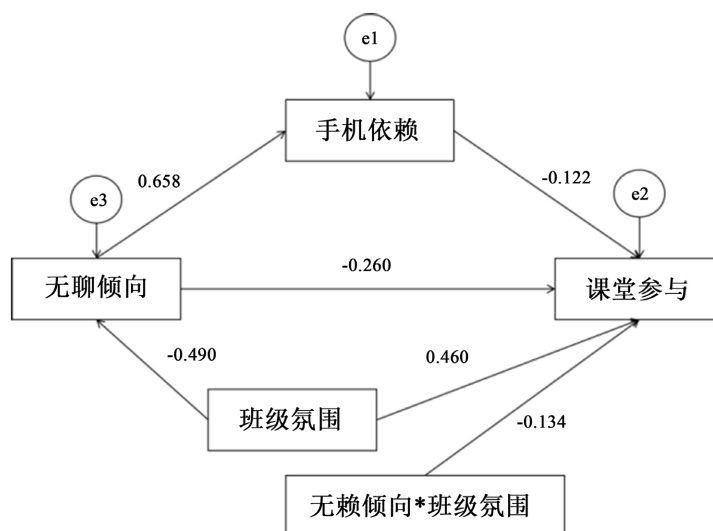 e1
手机依赖
0.658
-0.122
e3
e2
无聊倾向
-0.260
课堂参与
-0.490
0.460
班级氛围
-0.134
无赖倾向*班级氛围